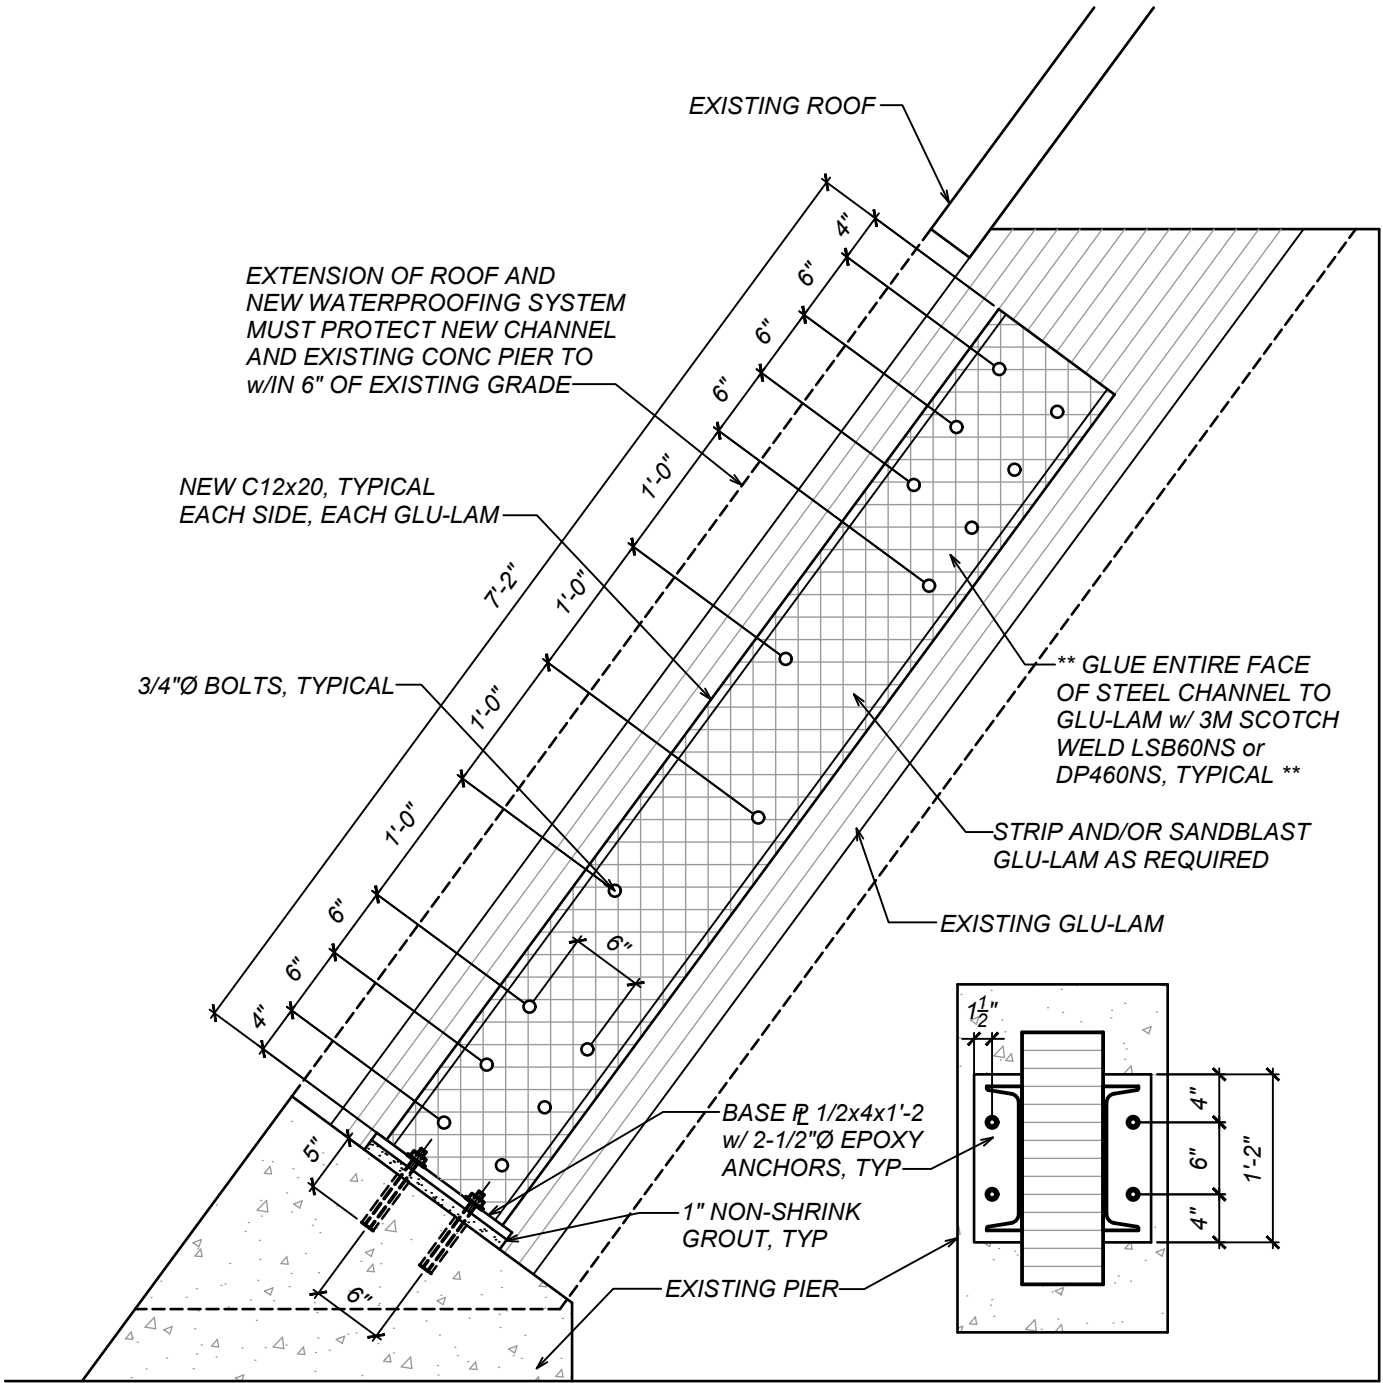 EXISTING ROOF
EXTENSION OF ROOF AND
NEW WATERPROOFING SYSTEM
MUST PROTECT NEW CHANNEL
AND EXISTING CONC PIER TO
w/IN 6" OF EXISTING GRADE
NEW C12x20, TYPICAL
EACH SIDE, EACH GLU-LAM
3/4"Ø BOLTS, TYPICAL
7'-2"
4"
6"
6"
6"
1'-0"
1'-0"
1'-0"
1'-0"
6"
6"
4"
6"
5"
6"
** GLUE ENTIRE FACE
OF STEEL CHANNEL TO
GLU-LAM w/ 3M SCOTCH
WELD LSB60NS or
DP460NS, TYPICAL **
STRIP AND/OR SANDBLAST
GLU-LAM AS REQUIRED
EXISTING GLU-LAM
BASE PL 1/2x4x1'-2
w/ 2-1/2"Ø EPOXY
ANCHORS, TYP
1" NON-SHRINK
GROUT, TYP
EXISTING PIER
1 1/2"
4"
6"
4"
1'-2"